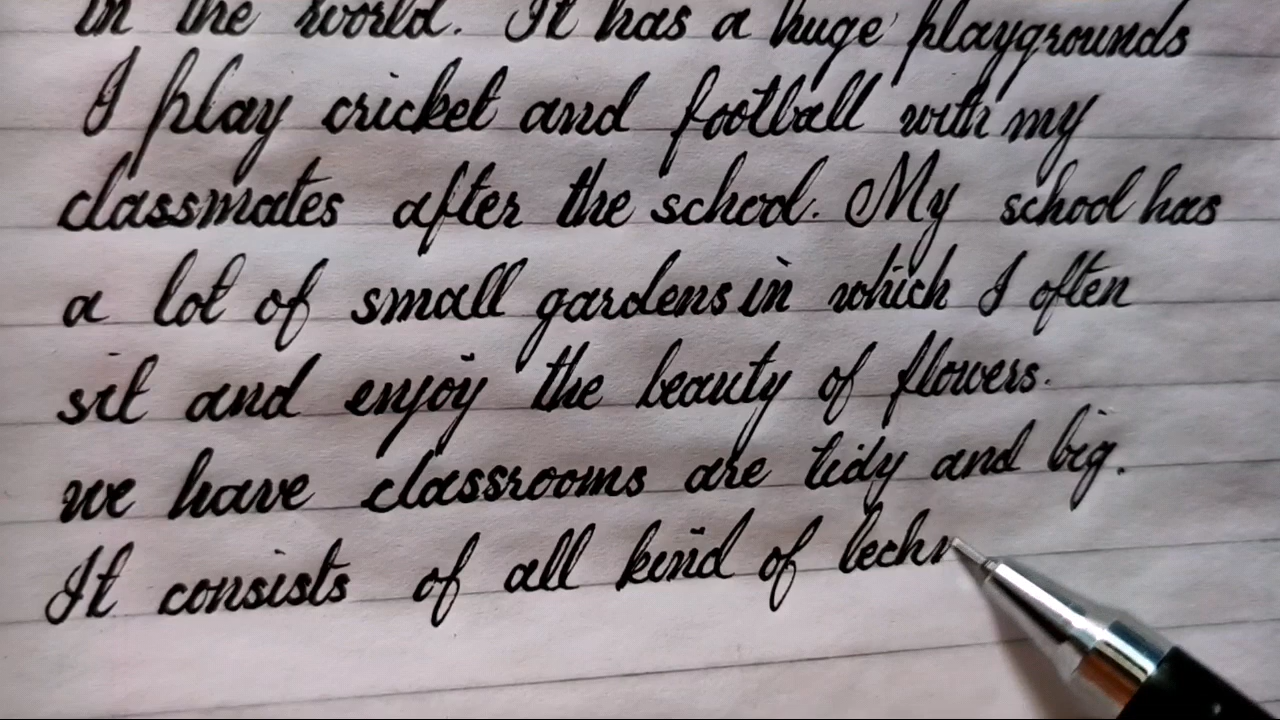 in the world. It has a huge playgrounds
I play cricket and football with my
classmates after the school. My school has
a lot of small gardens in which I often
sit and enjoy the beauty of flowers.
we have classrooms are tidy and big.
It consists of all kind of techn